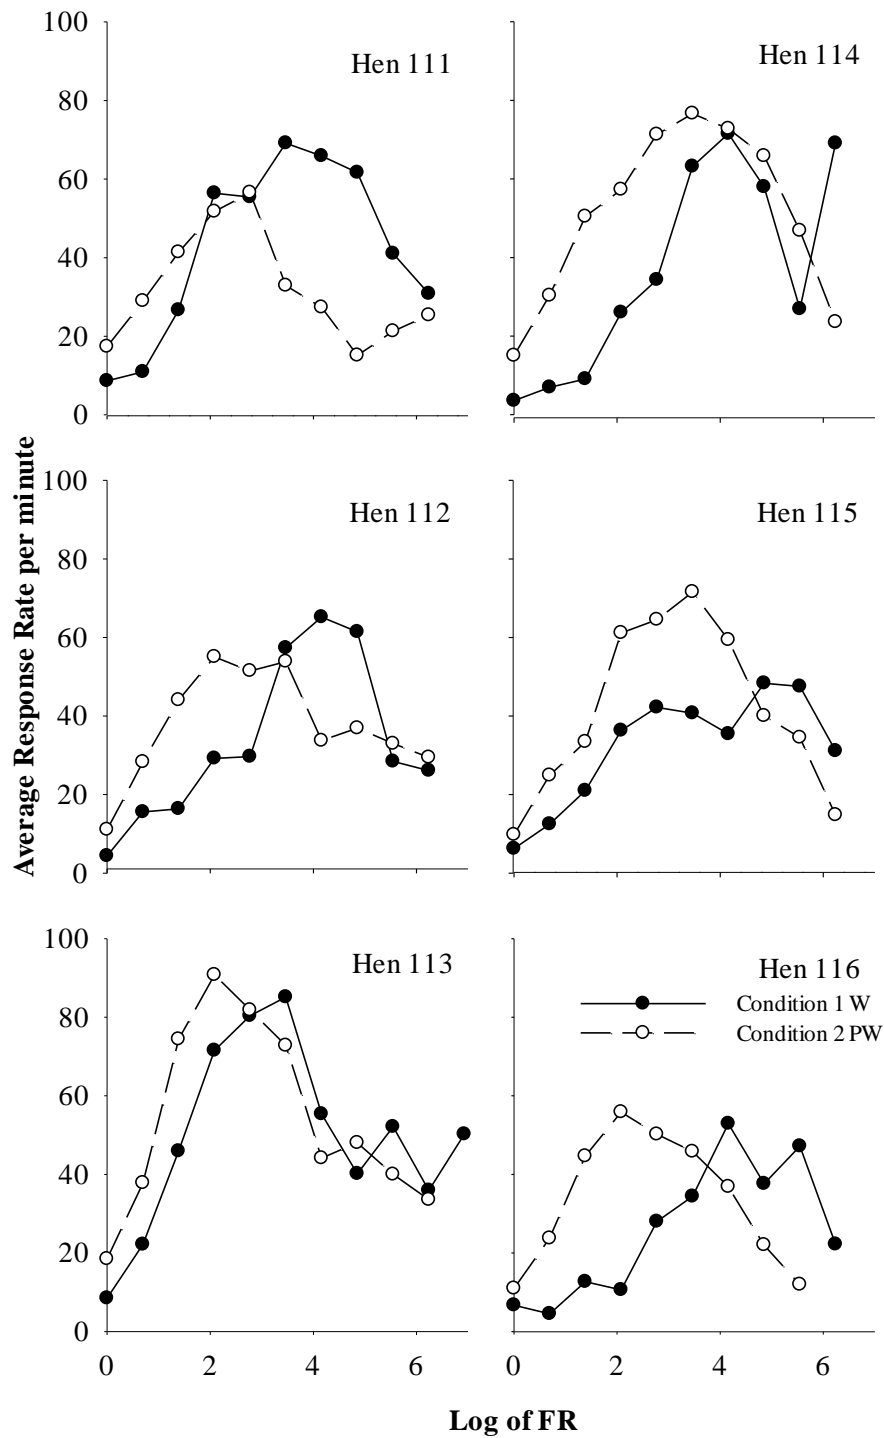 Average Response Rate per minute
100
80
60
40
20
0
Hen 111
Hen 114
100
80
60
40
20
0
Hen 112
Hen 115
100
80
60
40
20
0
Hen 113
Hen 116
Condition 1 W
Condition 2 PW
0 2 4 6 0 2 4 6
Log of FR